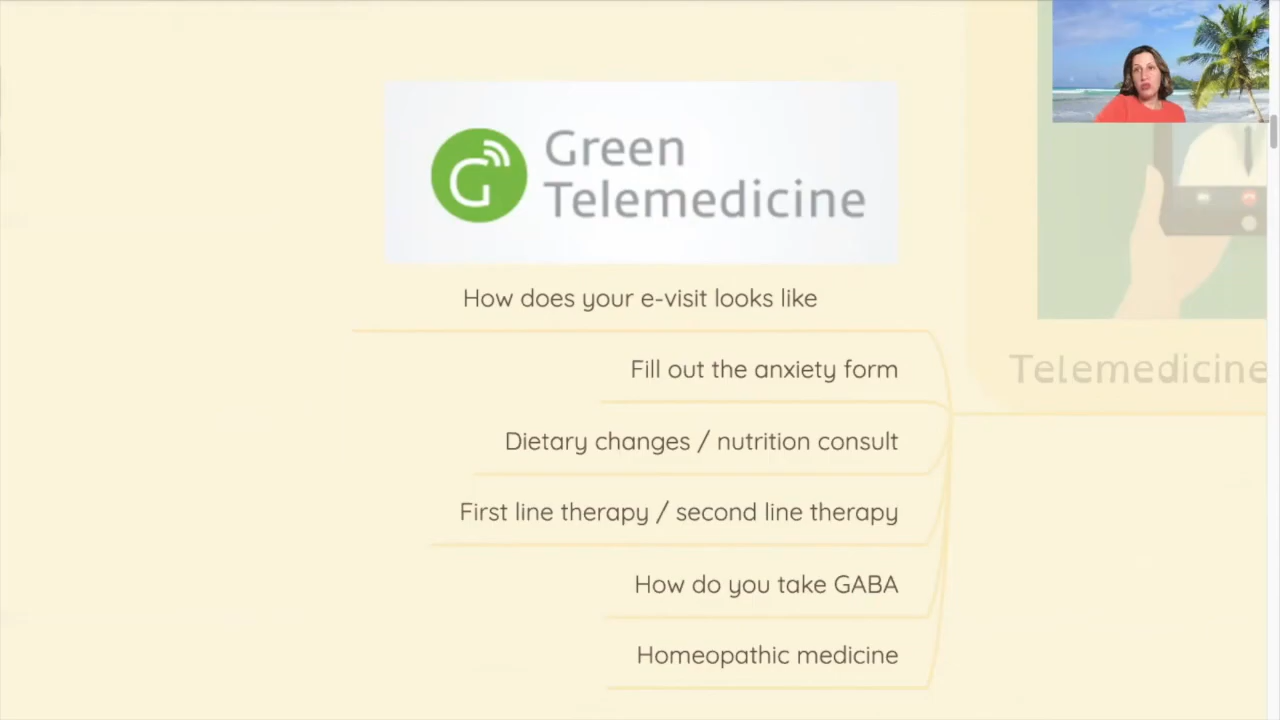 Green
Telemedicine
How does your e-visit looks like
Fill out the anxiety form
Telemedicine
Dietary changes / nutrition consult
First line therapy / second line therapy
How do you take GABA
Homeopathic medicine